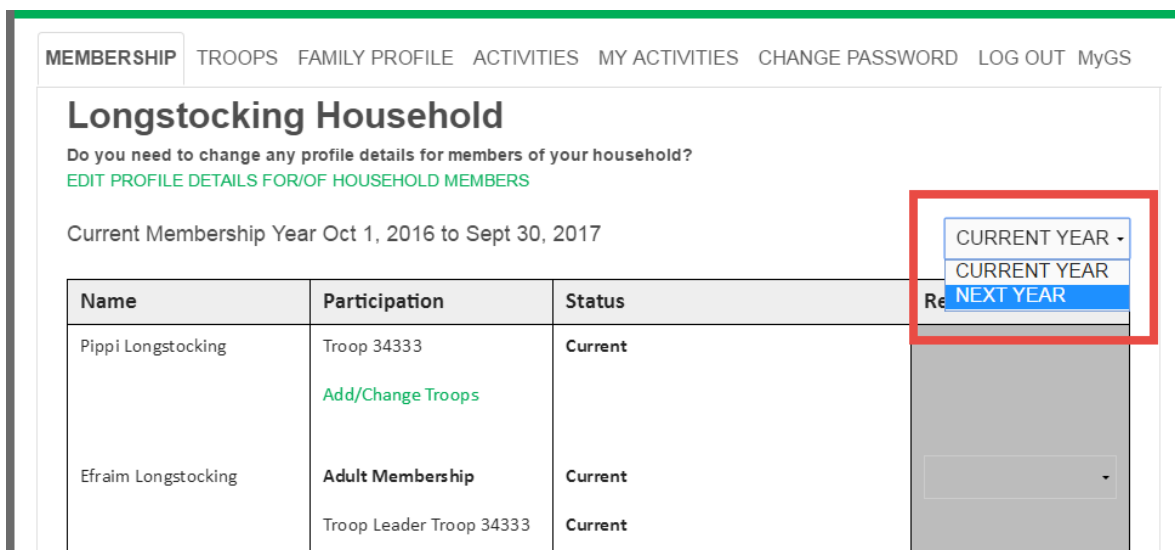 MEMBERSHIP TROOPS FAMILY PROFILE ACTIVITIES MY ACTIVITIES CHANGE PASSWORD LOG OUT MyGS
Longstocking Household
Do you need to change any profile details for members of your household?
EDIT PROFILE DETAILS FOR/OF HOUSEHOLD MEMBERS
Current Membership Year Oct 1, 2016 to Sept 30, 2017
CURRENT YEAR
CURRENT YEAR
NEXT YEAR
Name Participation Status
Pippi Longstocking Troop 34333 Current
Add/Change Troops
Efraim Longstocking Adult Membership Current
Troop Leader Troop 34333 Current